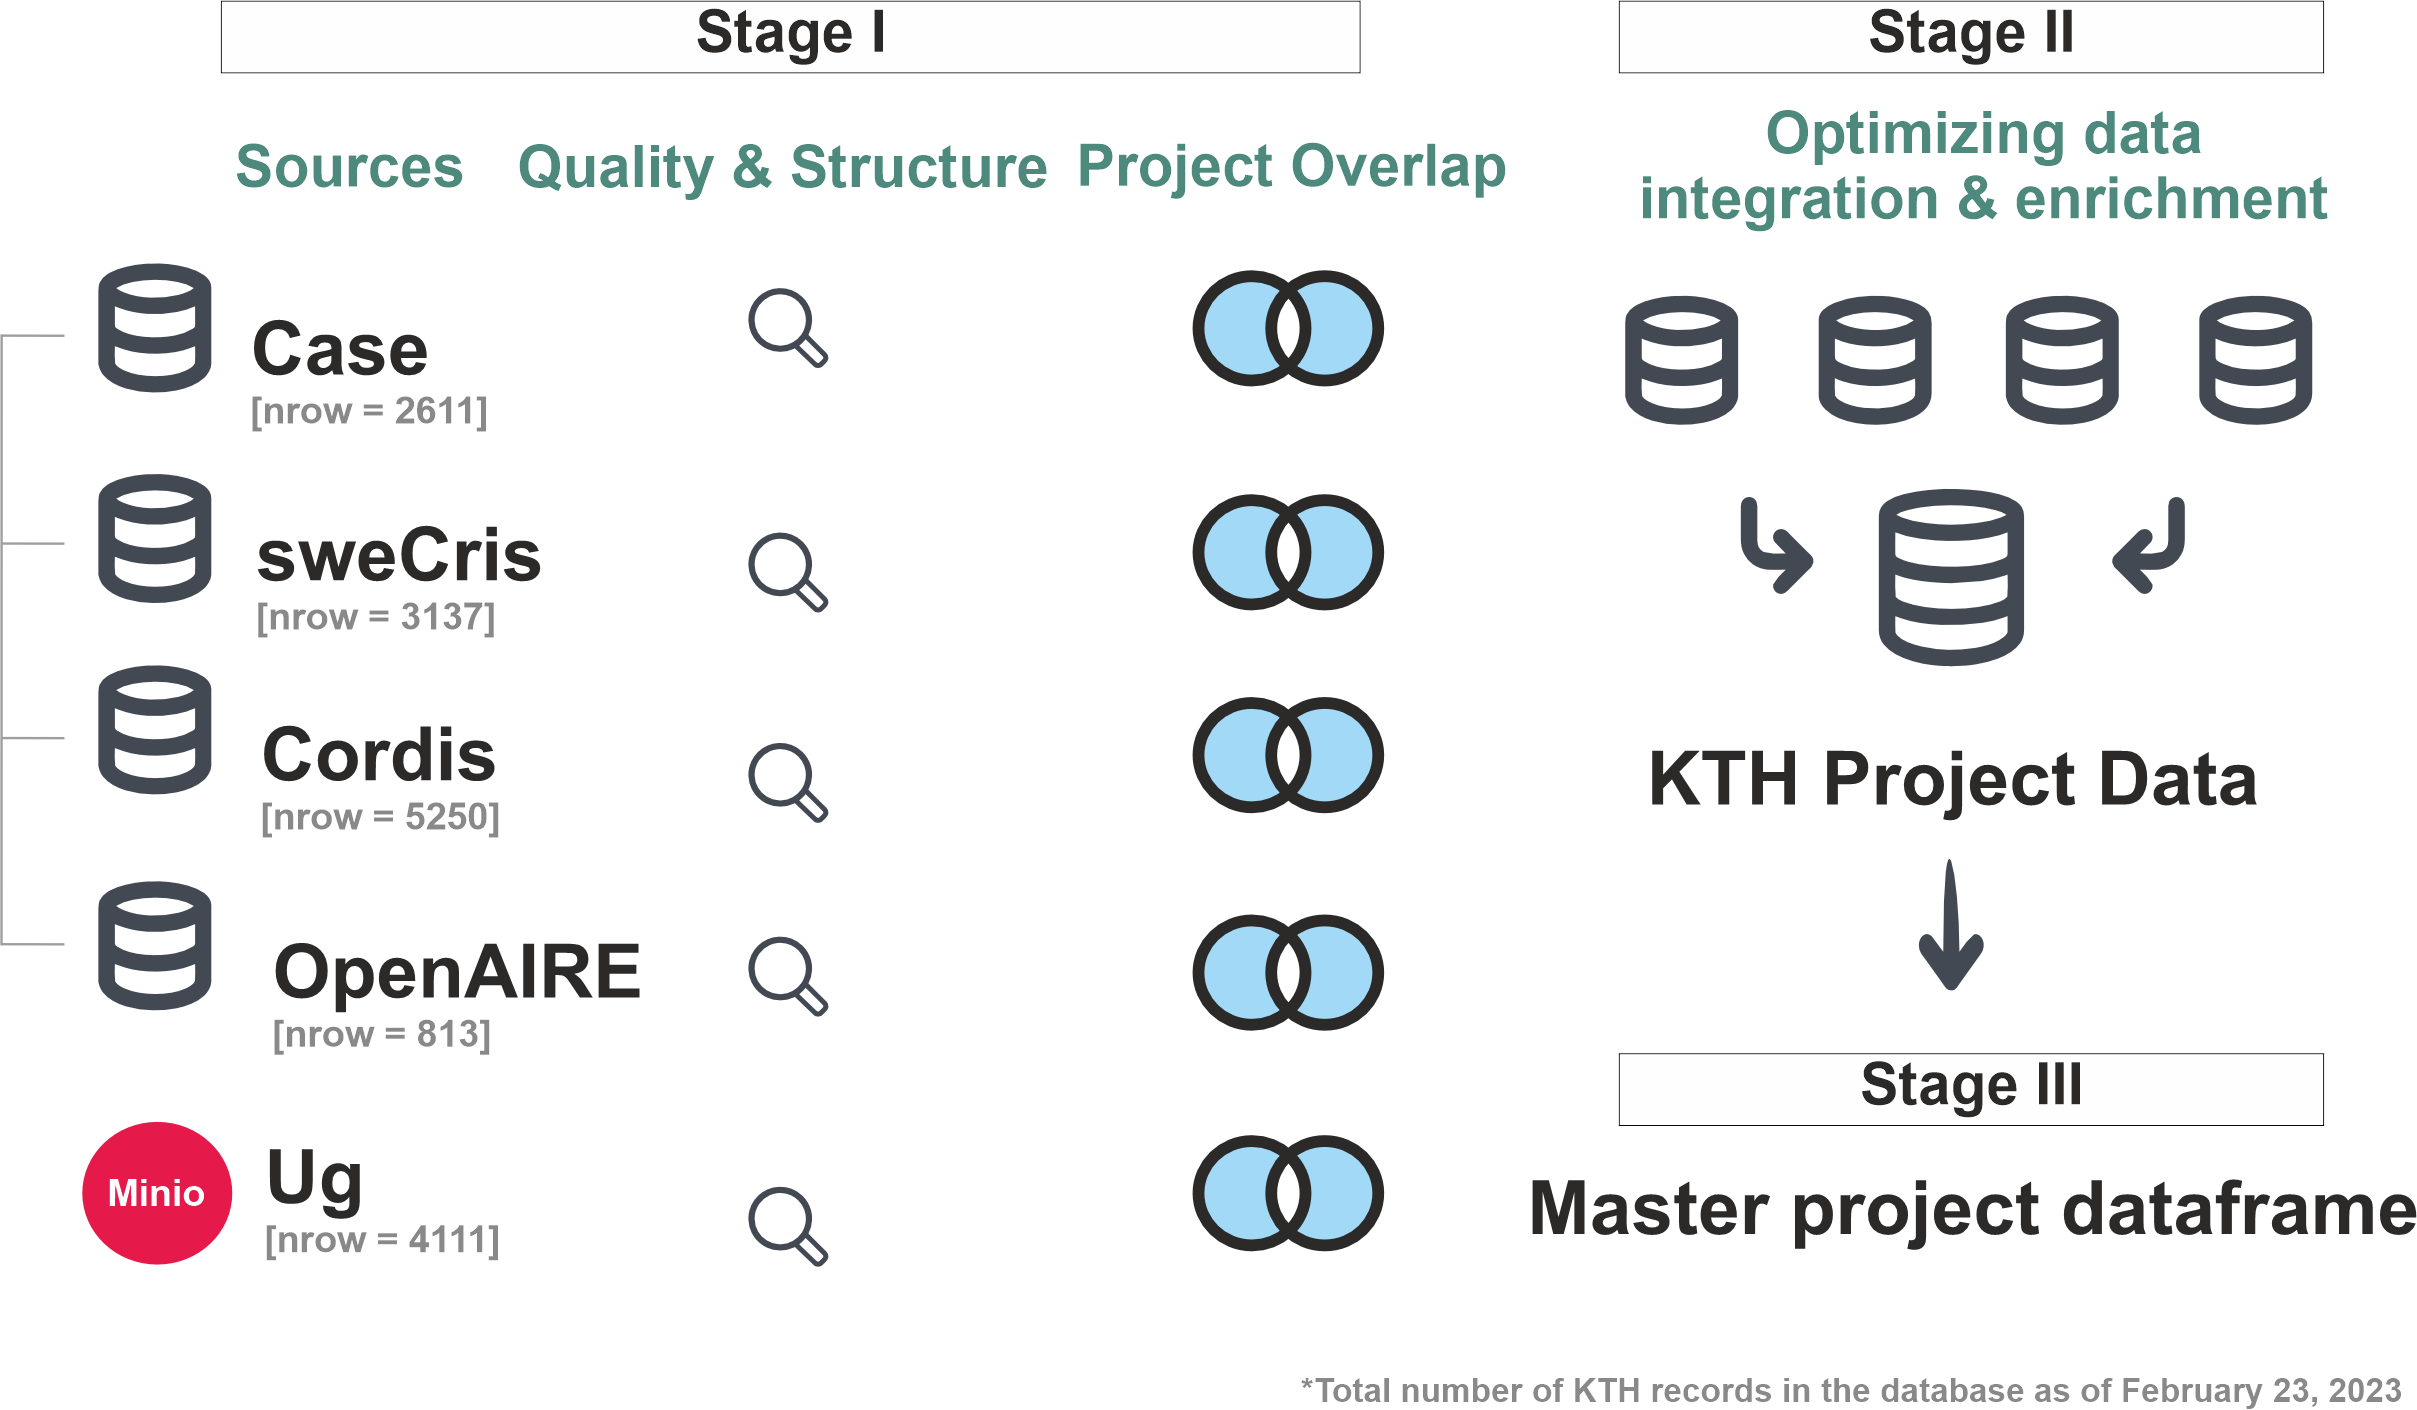 Stage I
Sources
Quality & Structure
Project Overlap
Case
[nrow = 2611]
sweCris
[nrow = 3137]
Cordis
[nrow = 5250]
OpenAIRE
[nrow = 813]
Minio
Ug
[nrow = 4111]
Stage II
Optimizing data
integration & enrichment
KTH Project Data
Stage III
Master project dataframe
*Total number of KTH records in the database as of February 23, 2023